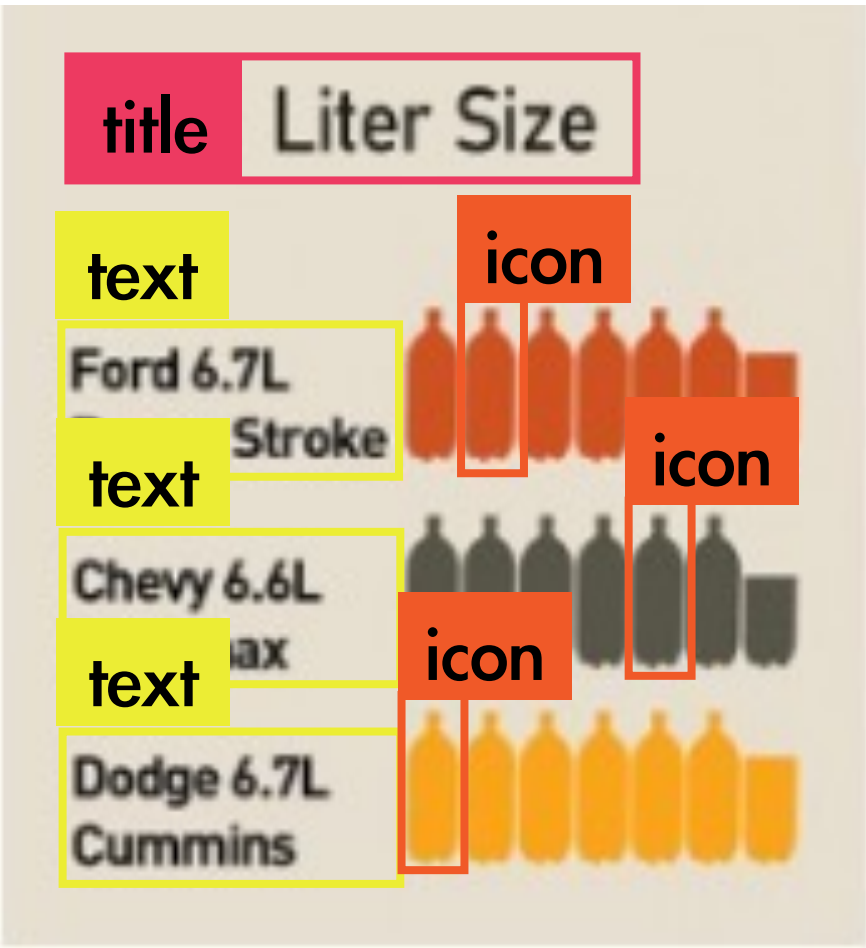 title Liter Size
text
icon
Ford 6.7L
Stroke
text
icon
Chevy 6.6L
text
icon
Dodge 6.7L
Cummins